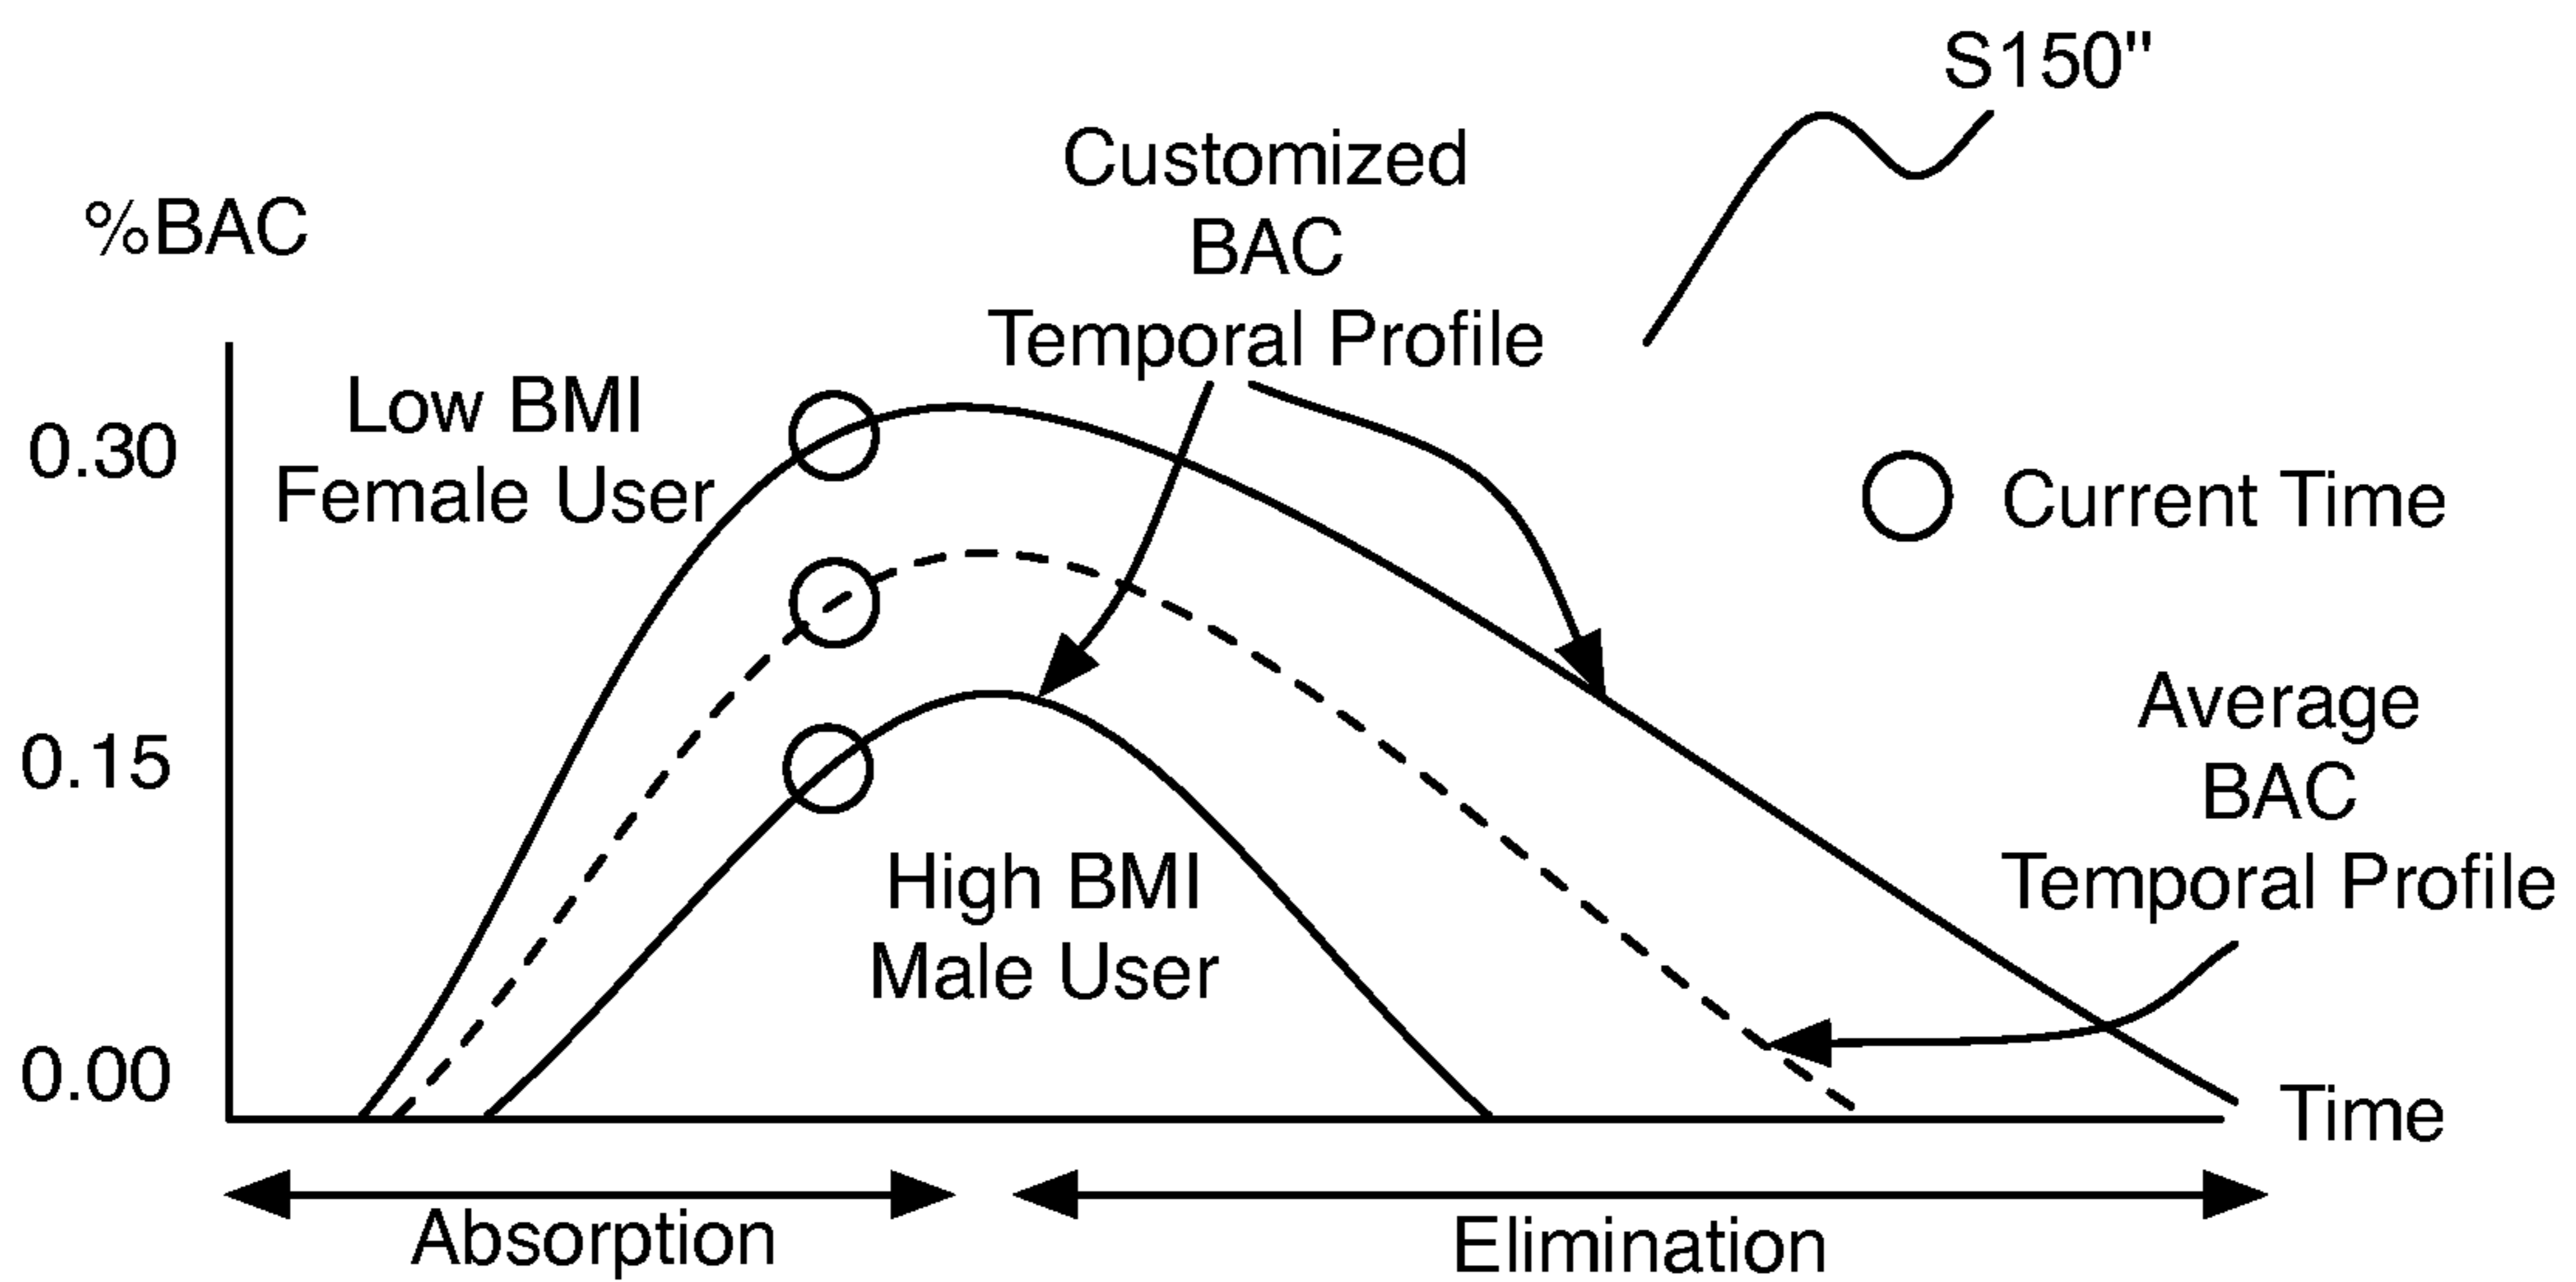 S150"
Customized
BAC
Temporal Profile
%BAC
Low BMI
Female User
0.30
Current Time
Average
BAC
Temporal Profile
0.15
High BMI
Male User
0.00
Time
Absorption
Elimination